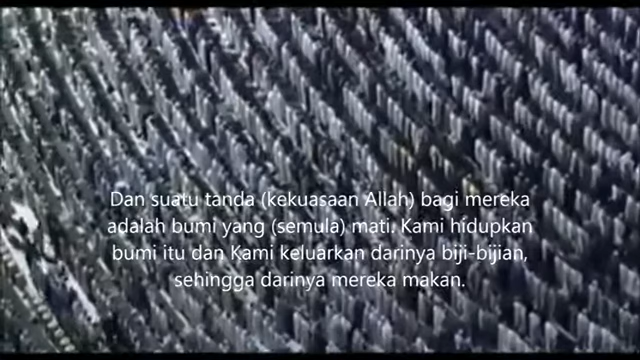 Dan suatu tanda (kekuasaan Allah) bagi mereka
adalah bumi yang (semula) mati. Kami hidupkan
bumi itu dan Kami keluarkan darinya biji-bijian,
sehingga darinya mereka makan.